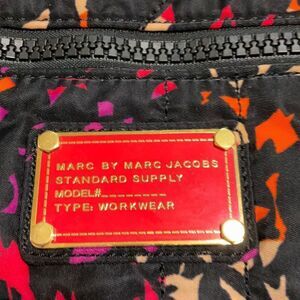 MARC BY MARC JACOBS
STANDARD SUPPLY
MODEL#
TYPE: WORKWEAR